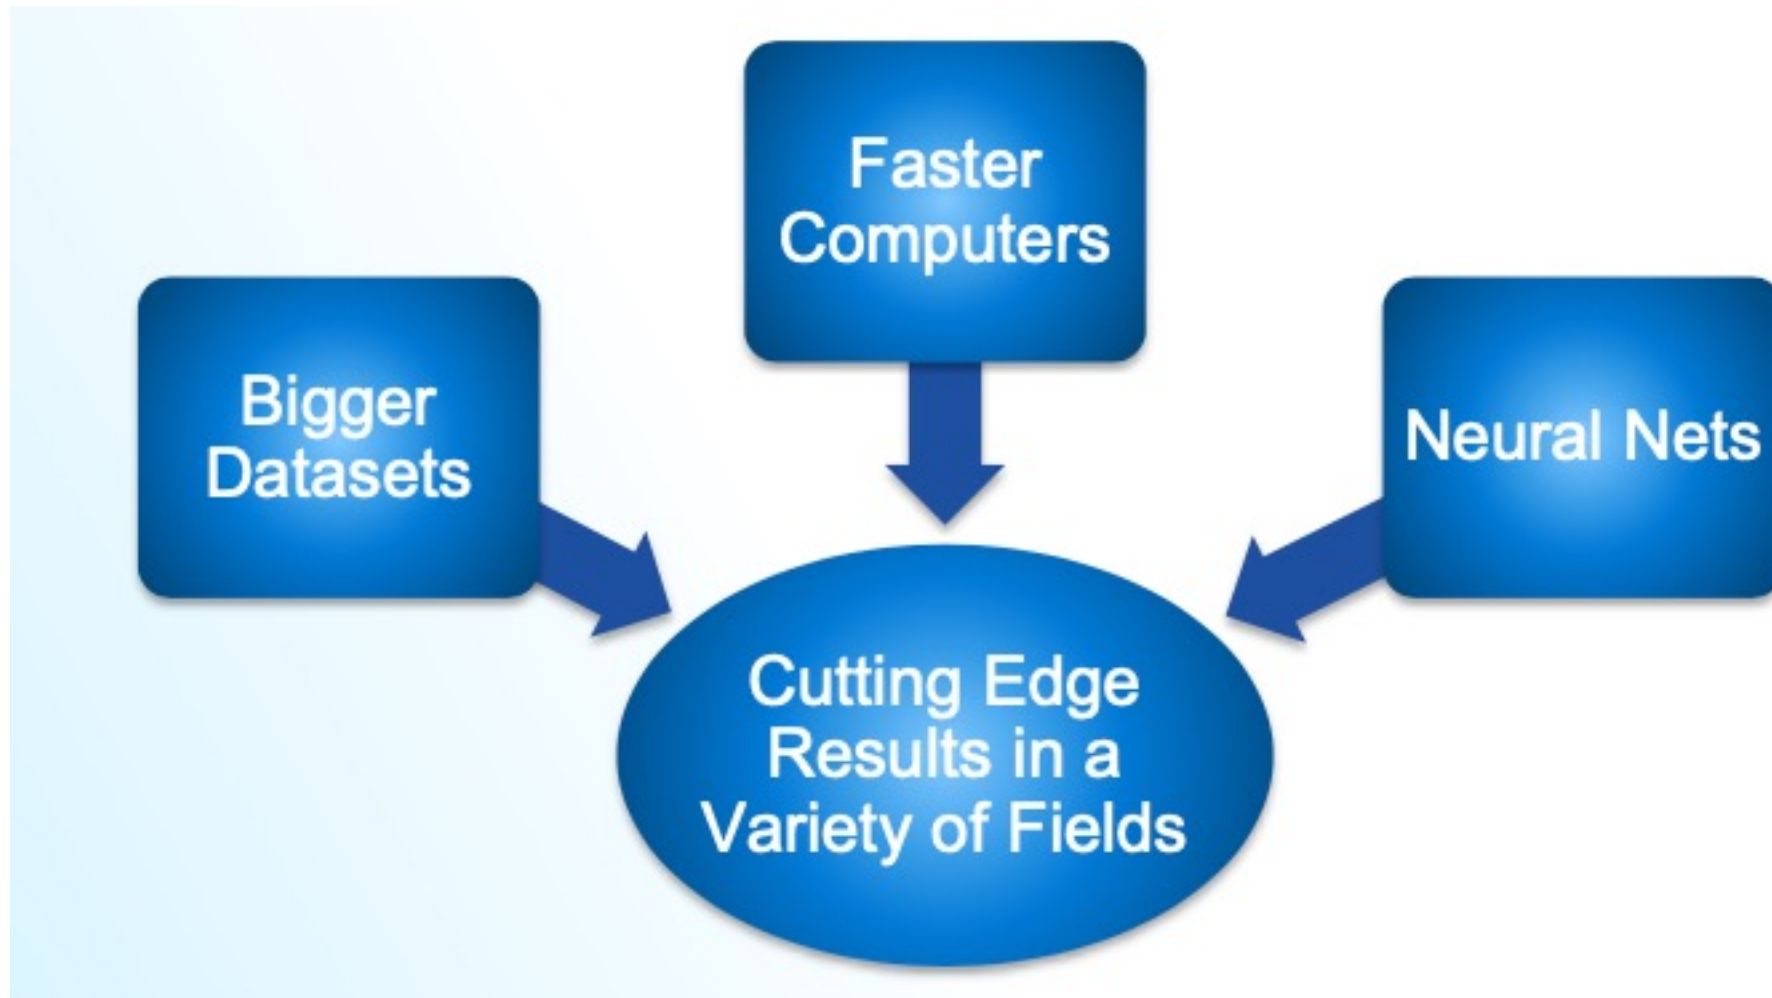 Faster
Computers
Bigger
Datasets
Neural Nets
Cutting Edge
Results in a
Variety of Fields